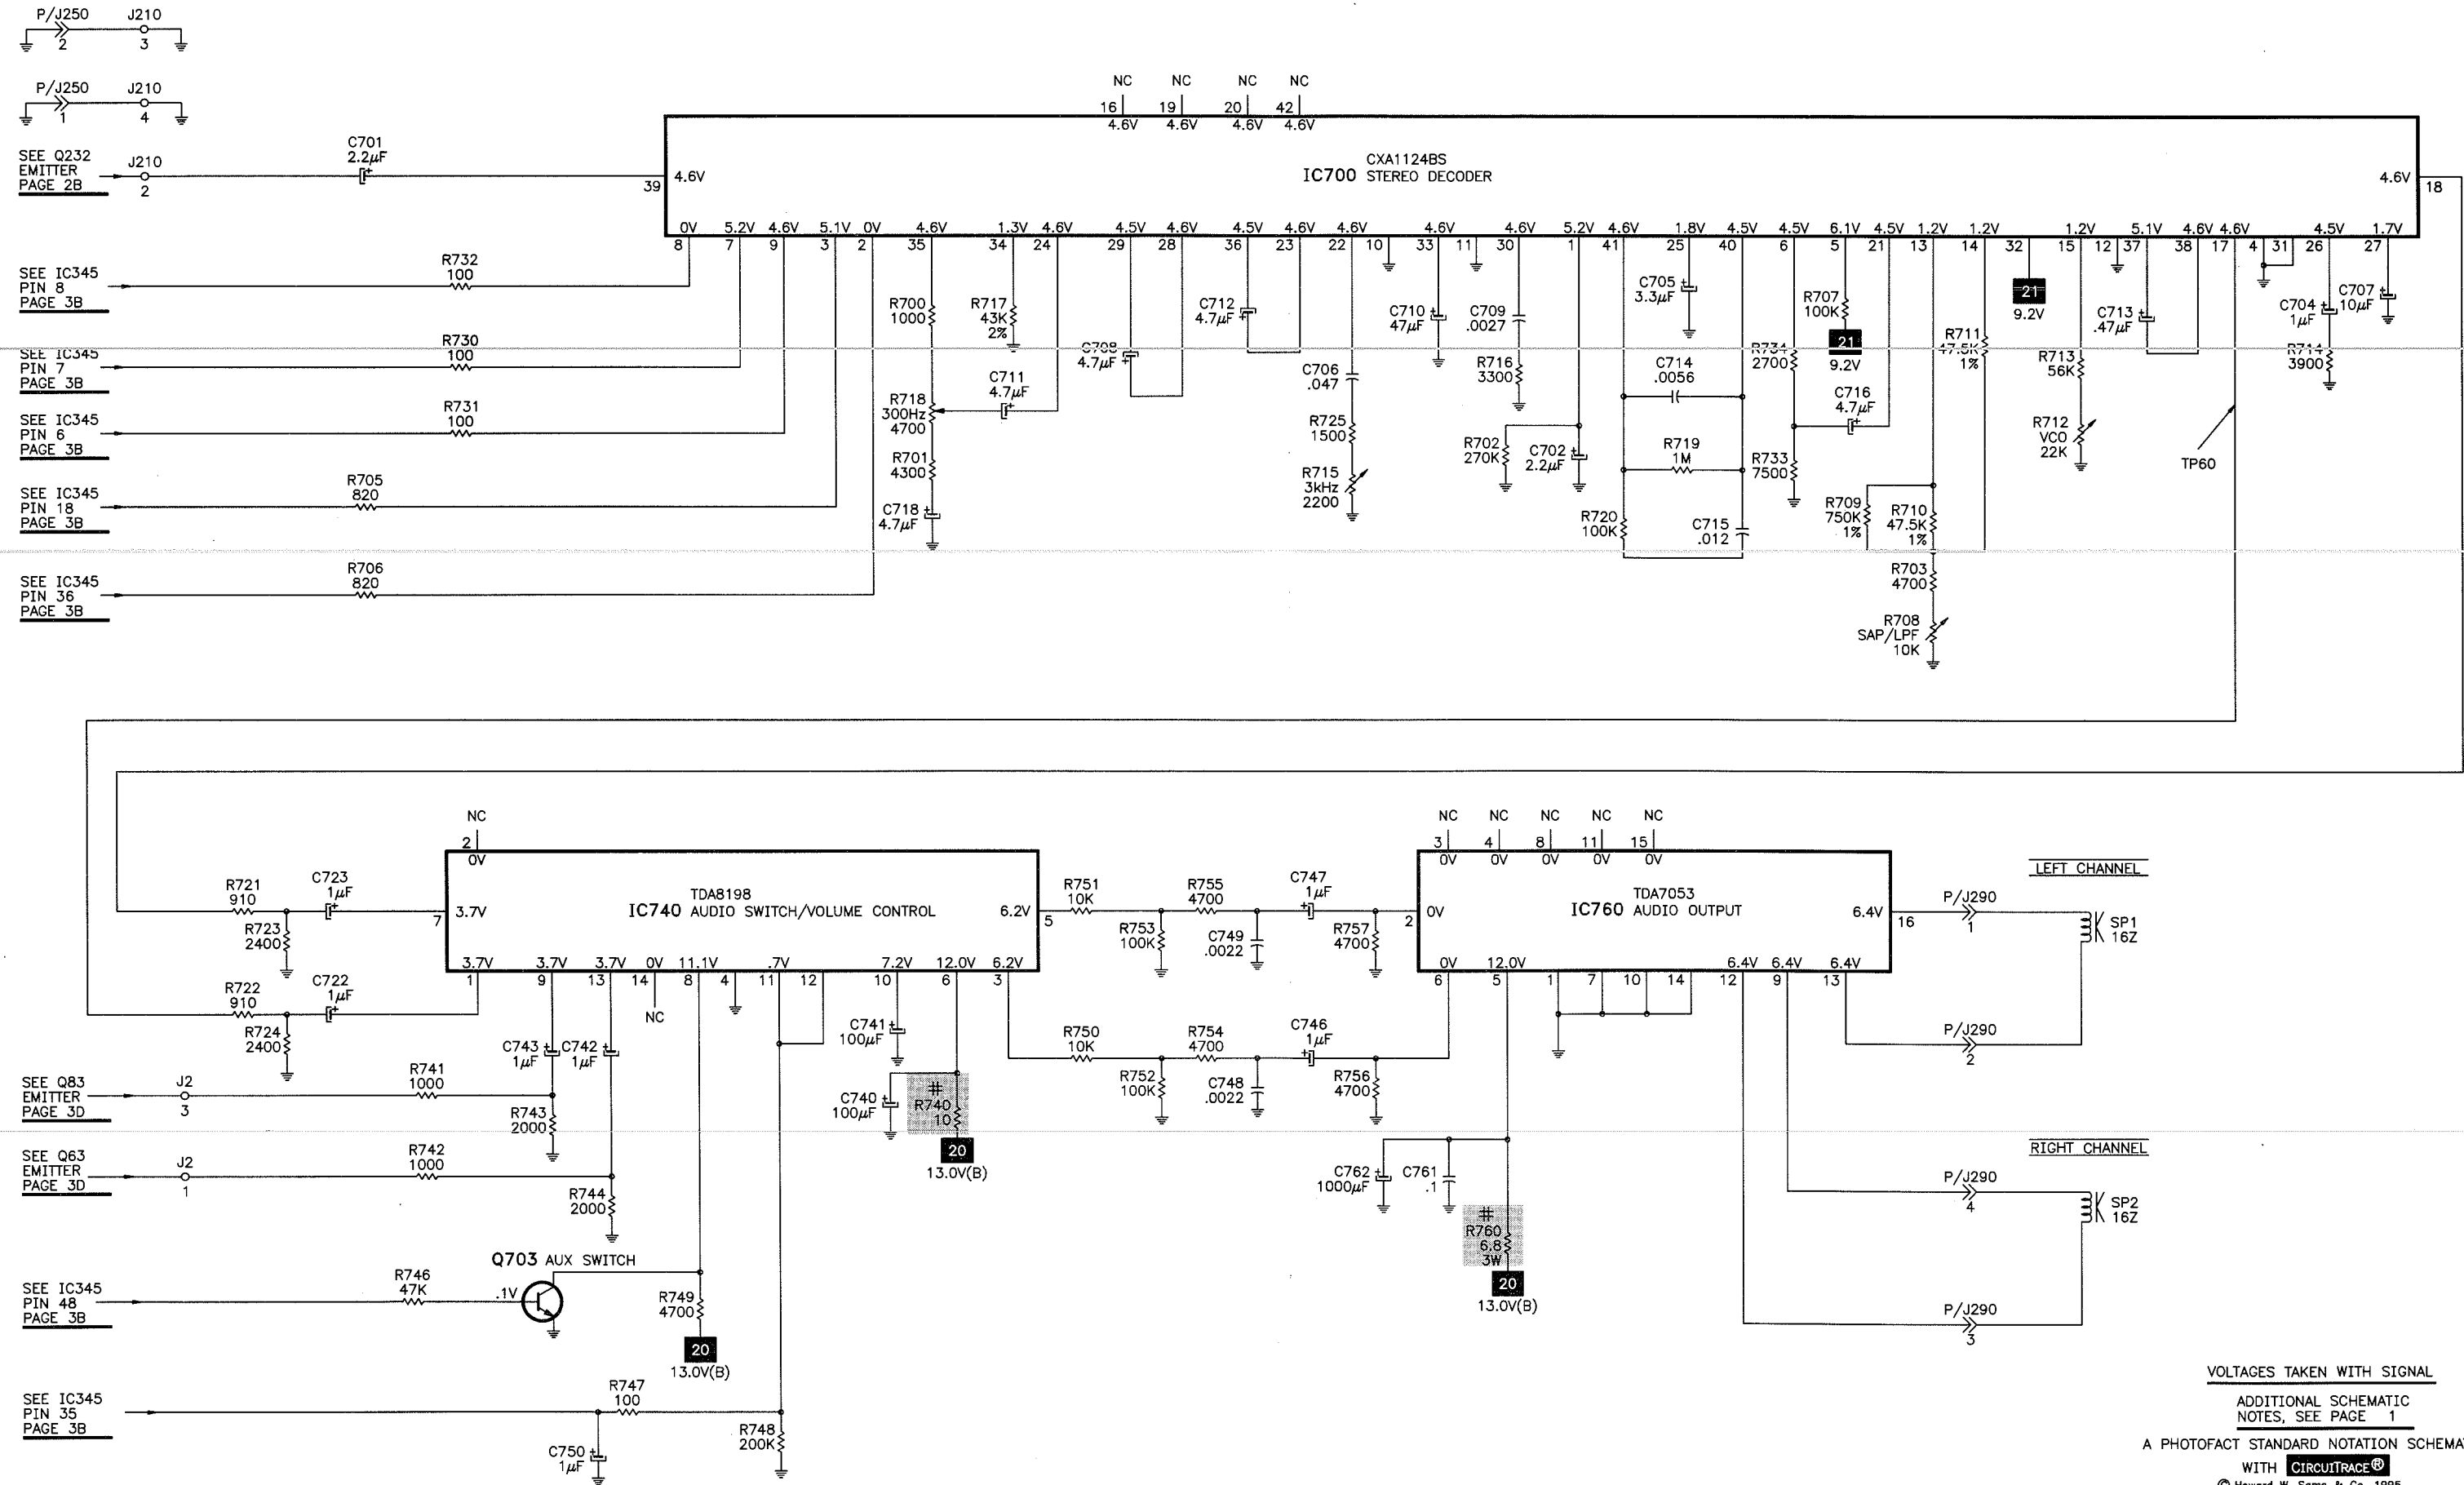 P/J250 J210
2 3
P/J250 J210
1 4
SEE Q232
EMITTER
PAGE 2B
J210
2
C701
2.2µF
NC NC NC NC
16 19 20 42
4.6V 4.6V 4.6V 4.6V
39 4.6V
CXA1124BS
IC700 STEREO DECODER
4.6V 18
0V 5.2V 4.6V 5.1V 0V 4.6V 1.3V 4.6V 4.5V 4.6V 4.5V 4.6V 4.6V 4.6V 4.6V 5.2V 4.6V 1.8V 4.5V 4.5V 6.1V 4.5V 1.2V 1.2V 1.2V 5.1V 4.6V 4.6V 4.5V 1.7V
8 7 9 3 2 35 34 24 29 28 36 23 22 10 33 11 30 1 41 25 40 6 5 21 13 14 32 15 12 37 38 17 4 31 26 27
SEE IC345
PIN 8
PAGE 3B
R732
100
SEE IC345
PIN 7
PAGE 3B
R730
100
SEE IC345
PIN 6
PAGE 3B
R731
100
SEE IC345
PIN 18
PAGE 3B
R705
820
SEE IC345
PIN 36
PAGE 3B
R706
820
R700
1000
R718
300Hz
4700
R701
4300
C718
4.7µF
R717
43K
2%
C711
4.7µF
C708
4.7µF
C712
4.7µF
C706
.047
R725
1500
R715
3kHz
2200
C710
47µF
C709
.0027
R716
3300
R702
270K
C702
2.2µF
C705
3.3µF
C714
.0056
R719
1M
R720
100K
C715
.012
R734
2700
R733
7500
R707
100K
21
9.2V
C716
4.7µF
R709
750K
1%
R710
47.5K
1%
R703
4700
R708
SAP/LPF
10K
R711
47.5K
1%
21
9.2V
R713
56K
R712
VCO
22K
C713
.47µF
TP60
C704
1µF
R714
3900
C707
10µF
NC
2
0V
R721
910
C723
1µF
R723
2400
7 3.7V
TDA8198
IC740 AUDIO SWITCH/VOLUME CONTROL
6.2V
5
3.7V 3.7V 3.7V 0V 11.1V .7V 7.2V 12.0V 6.2V
1 9 13 14 8 4 11 12 10 6 3
NC
R722
910
C722
1µF
R724
2400
C743
1µF
C742
1µF
SEE Q83
EMITTER
PAGE 3D
J2
3
R741
1000
R743
2000
SEE Q63
EMITTER
PAGE 3D
J2
1
R742
1000
R744
2000
C741
100µF
C740
100µF
#
R740
10
20
13.0V(B)
Q703 AUX SWITCH
SEE IC345
PIN 48
PAGE 3B
R746
47K
.1V
R749
4700
20
13.0V(B)
SEE IC345
PIN 35
PAGE 3B
R747
100
C750
1µF
R748
200K
R751
10K
R753
100K
R755
4700
C749
.0022
C747
1µF
R757
4700
R750
10K
R752
100K
R754
4700
C748
.0022
C746
1µF
R756
4700
NC NC NC NC NC
3 4 8 11 15
0V 0V 0V 0V 0V
2 0V
TDA7053
IC760 AUDIO OUTPUT
6.4V
16
0V 12.0V 6.4V 6.4V 6.4V
6 5 1 7 10 14 12 9 13
C762
1000µF
C761
.1
#
R760
6.8
3W
20
13.0V(B)
LEFT CHANNEL
P/J290
1
SP1
16Z
P/J290
2
RIGHT CHANNEL
P/J290
4
SP2
16Z
P/J290
3
VOLTAGES TAKEN WITH SIGNAL
ADDITIONAL SCHEMATIC
NOTES, SEE PAGE 1
A PHOTOFACT STANDARD NOTATION SCHEMA
WITH CIRCUITRACE®
© Howard W. Sams & Co. 1995